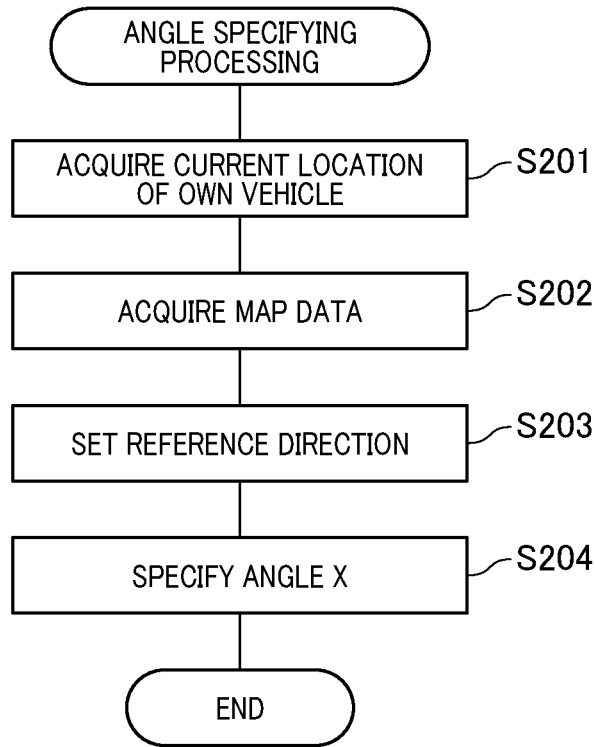 ANGLE SPECIFYING
PROCESSING
ACQUIRE CURRENT LOCATION
OF OWN VEHICLE
S201
ACQUIRE MAP DATA
S202
SET REFERENCE DIRECTION
S203
SPECIFY ANGLE X
S204
END